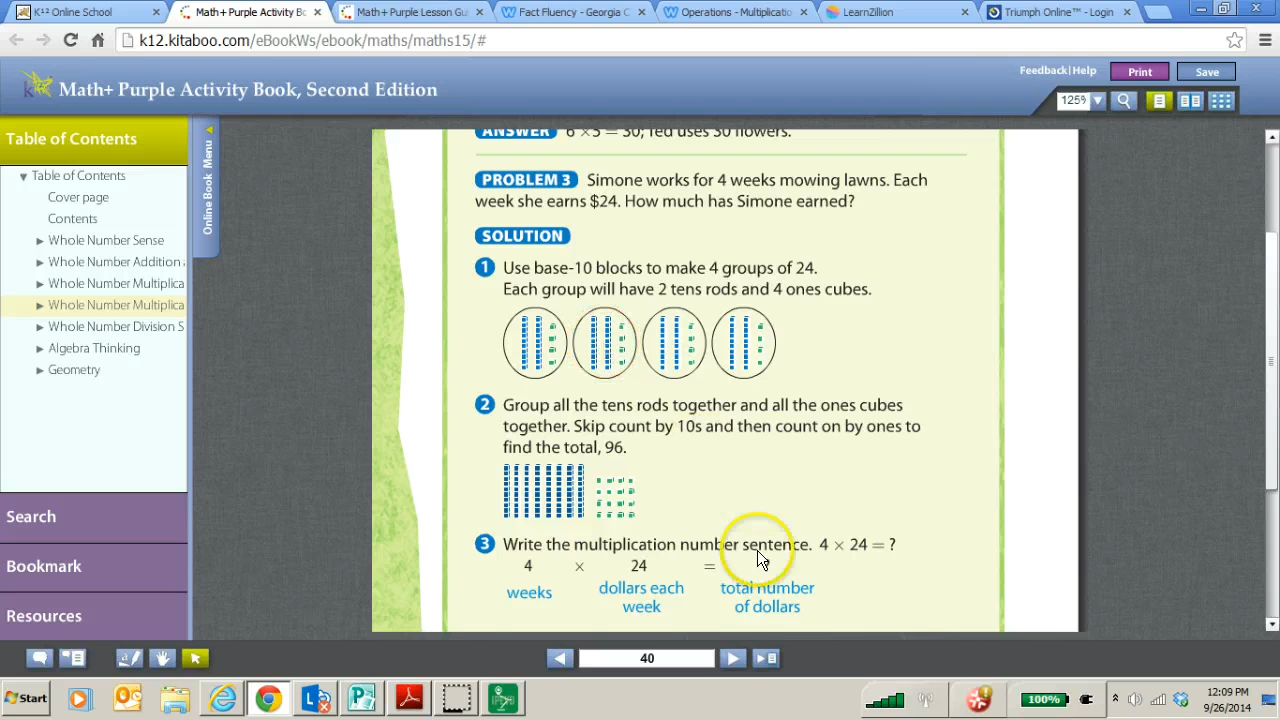 K12 Online School
Math+ Purple Activity Bo
Math+ Purple Lesson Gui
Fact Fluency - Georgia C
Operations - Multiplicatio
LearnZillion
Triumph Online™ - Login
k12.kitaboo.com/eBookWs/ebook/maths/maths15/#
Feedback|Help
Print
Save
Math+ Purple Activity Book, Second Edition
125%
Table of Contents
Online Book Menu
Table of Contents
Cover page
Contents
Whole Number Sense
Whole Number Addition a
Whole Number Multiplica
Whole Number Multiplica
Whole Number Division S
Algebra Thinking
Geometry
Search
Bookmark
Resources
ANSWER 6 × 5 = 30; Ted uses 30 flowers.
PROBLEM 3 Simone works for 4 weeks mowing lawns. Each
week she earns $24. How much has Simone earned?
SOLUTION
1 Use base-10 blocks to make 4 groups of 24.
Each group will have 2 tens rods and 4 ones cubes.
2 Group all the tens rods together and all the ones cubes
together. Skip count by 10s and then count on by ones to
find the total, 96.
3 Write the multiplication number sentence. 4 × 24 = ?
4 × 24 = ?
weeks dollars each total number
week of dollars
40
Start
100%
12:09 PM
9/26/2014